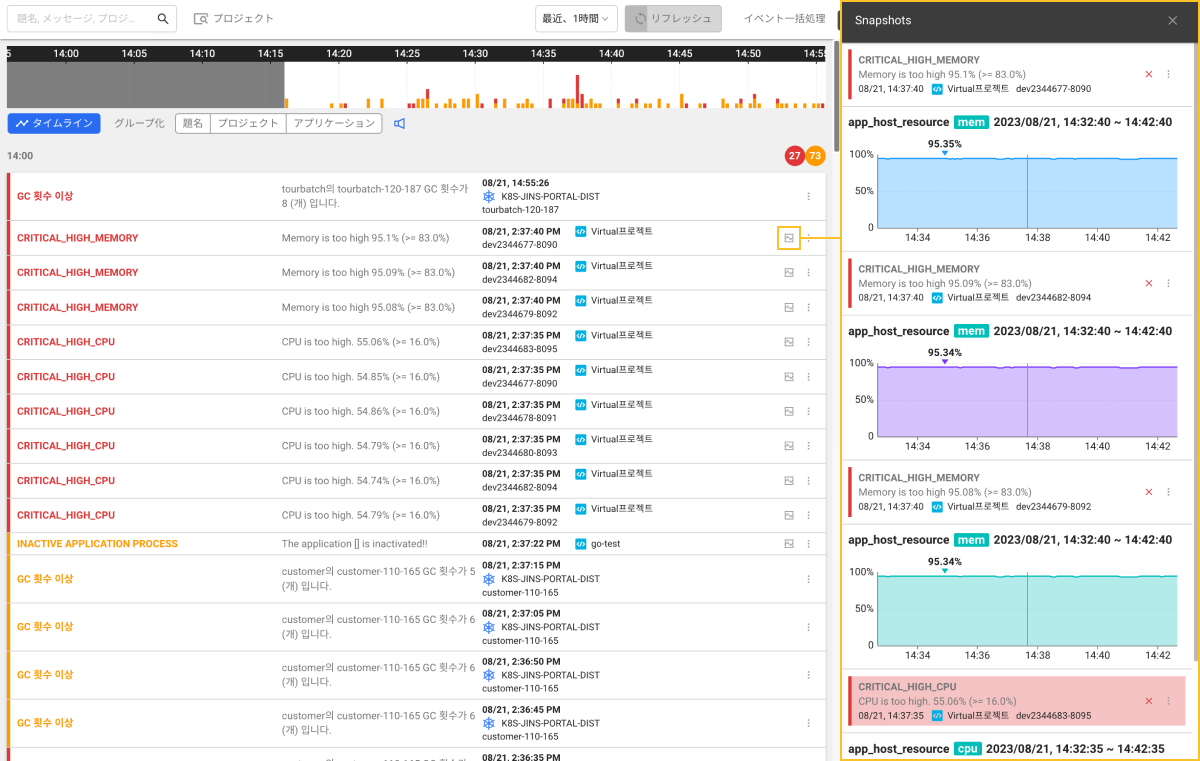 題名, メッセージ, プロジ...
プロジェクト
最近、1時間
リフレッシュ
イベント一括処理
5 14:00 14:05 14:10 14:15 14:20 14:25 14:30 14:35 14:40 14:45 14:50 14:55
タイムライン
グループ化
題名 プロジェクト アプリケーション
14:00
27 73
GC 횟수 이상
tourbatch의 tourbatch-120-187 GC 횟수가
8 (개) 입니다.
08/21, 14:55:26
K8S-JINS-PORTAL-DIST
tourbatch-120-187
CRITICAL_HIGH_MEMORY
Memory is too high 95.1% (>= 83.0%)
08/21, 2:37:40 PM
Virtual프로젝트
dev2344677-8090
CRITICAL_HIGH_MEMORY
Memory is too high 95.09% (>= 83.0%)
08/21, 2:37:40 PM
Virtual프로젝트
dev2344682-8094
CRITICAL_HIGH_MEMORY
Memory is too high 95.08% (>= 83.0%)
08/21, 2:37:40 PM
Virtual프로젝트
dev2344679-8092
CRITICAL_HIGH_CPU
CPU is too high. 55.06% (>= 16.0%)
08/21, 2:37:35 PM
Virtual프로젝트
dev2344683-8095
CRITICAL_HIGH_CPU
CPU is too high. 54.85% (>= 16.0%)
08/21, 2:37:35 PM
Virtual프로젝트
dev2344677-8090
CRITICAL_HIGH_CPU
CPU is too high. 54.86% (>= 16.0%)
08/21, 2:37:35 PM
Virtual프로젝트
dev2344678-8091
CRITICAL_HIGH_CPU
CPU is too high. 54.79% (>= 16.0%)
08/21, 2:37:35 PM
Virtual프로젝트
dev2344680-8093
CRITICAL_HIGH_CPU
CPU is too high. 54.74% (>= 16.0%)
08/21, 2:37:35 PM
Virtual프로젝트
dev2344682-8094
CRITICAL_HIGH_CPU
CPU is too high. 54.79% (>= 16.0%)
08/21, 2:37:35 PM
Virtual프로젝트
dev2344679-8092
INACTIVE APPLICATION PROCESS
The application [] is inactivated!!
08/21, 2:37:22 PM
go-test
GC 횟수 이상
customer의 customer-110-165 GC 횟수가 5
(개) 입니다.
08/21, 2:37:15 PM
K8S-JINS-PORTAL-DIST
customer-110-165
GC 횟수 이상
customer의 customer-110-165 GC 횟수가 6
(개) 입니다.
08/21, 2:37:05 PM
K8S-JINS-PORTAL-DIST
customer-110-165
GC 횟수 이상
customer의 customer-110-165 GC 횟수가 6
(개) 입니다.
08/21, 2:36:50 PM
K8S-JINS-PORTAL-DIST
customer-110-165
GC 횟수 이상
customer의 customer-110-165 GC 횟수가 6
(개) 입니다.
08/21, 2:36:45 PM
K8S-JINS-PORTAL-DIST
customer-110-165
08/21, 2:36:35 PM
Snapshots
CRITICAL_HIGH_MEMORY
Memory is too high 95.1% (>= 83.0%)
08/21, 14:37:40 Virtual프로젝트 dev2344677-8090
app_host_resource mem 2023/08/21, 14:32:40 ~ 14:42:40
95.35%
100%
50%
0
14:34 14:36 14:38 14:40 14:42
CRITICAL_HIGH_MEMORY
Memory is too high 95.09% (>= 83.0%)
08/21, 14:37:40 Virtual프로젝트 dev2344682-8094
app_host_resource mem 2023/08/21, 14:32:40 ~ 14:42:40
95.34%
100%
50%
0
14:34 14:36 14:38 14:40 14:42
CRITICAL_HIGH_MEMORY
Memory is too high 95.08% (>= 83.0%)
08/21, 14:37:40 Virtual프로젝트 dev2344679-8092
app_host_resource mem 2023/08/21, 14:32:40 ~ 14:42:40
95.34%
100%
50%
0
14:34 14:36 14:38 14:40 14:42
CRITICAL_HIGH_CPU
CPU is too high. 55.06% (>= 16.0%)
08/21, 14:37:35 Virtual프로젝트 dev2344683-8095
app_host_resource cpu 2023/08/21, 14:32:35 ~ 14:42:35